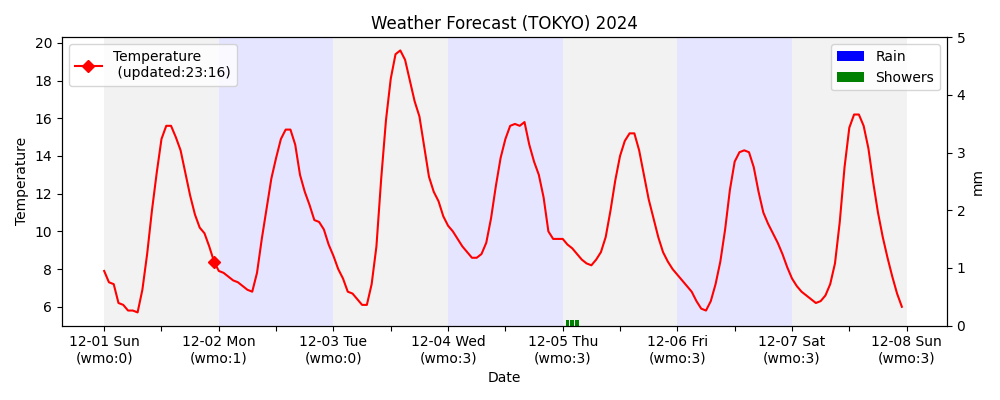 Weather Forecast (TOKYO) 2024
Temperature
(updated:23:16)
Rain
Showers
20
18
16
14
12
10
8
6
Temperature
5
4
3
2
1
0
mm
12-01 Sun
(wmo:0)
12-02 Mon
(wmo:1)
12-03 Tue
(wmo:0)
12-04 Wed
(wmo:3)
12-05 Thu
(wmo:3)
12-06 Fri
(wmo:3)
12-07 Sat
(wmo:3)
12-08 Sun
(wmo:3)
Date